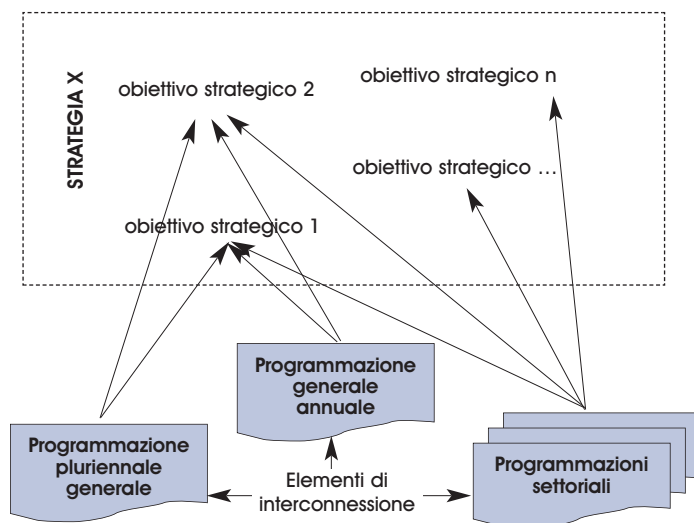 STRATEGIA X
obiettivo strategico n
obiettivo strategico 2
obiettivo strategico ...
obiettivo strategico 1
Programmazione
generale
annuale
Programmazione
pluriennale
generale
Elementi di
interconnessione
Programmazioni
settoriali